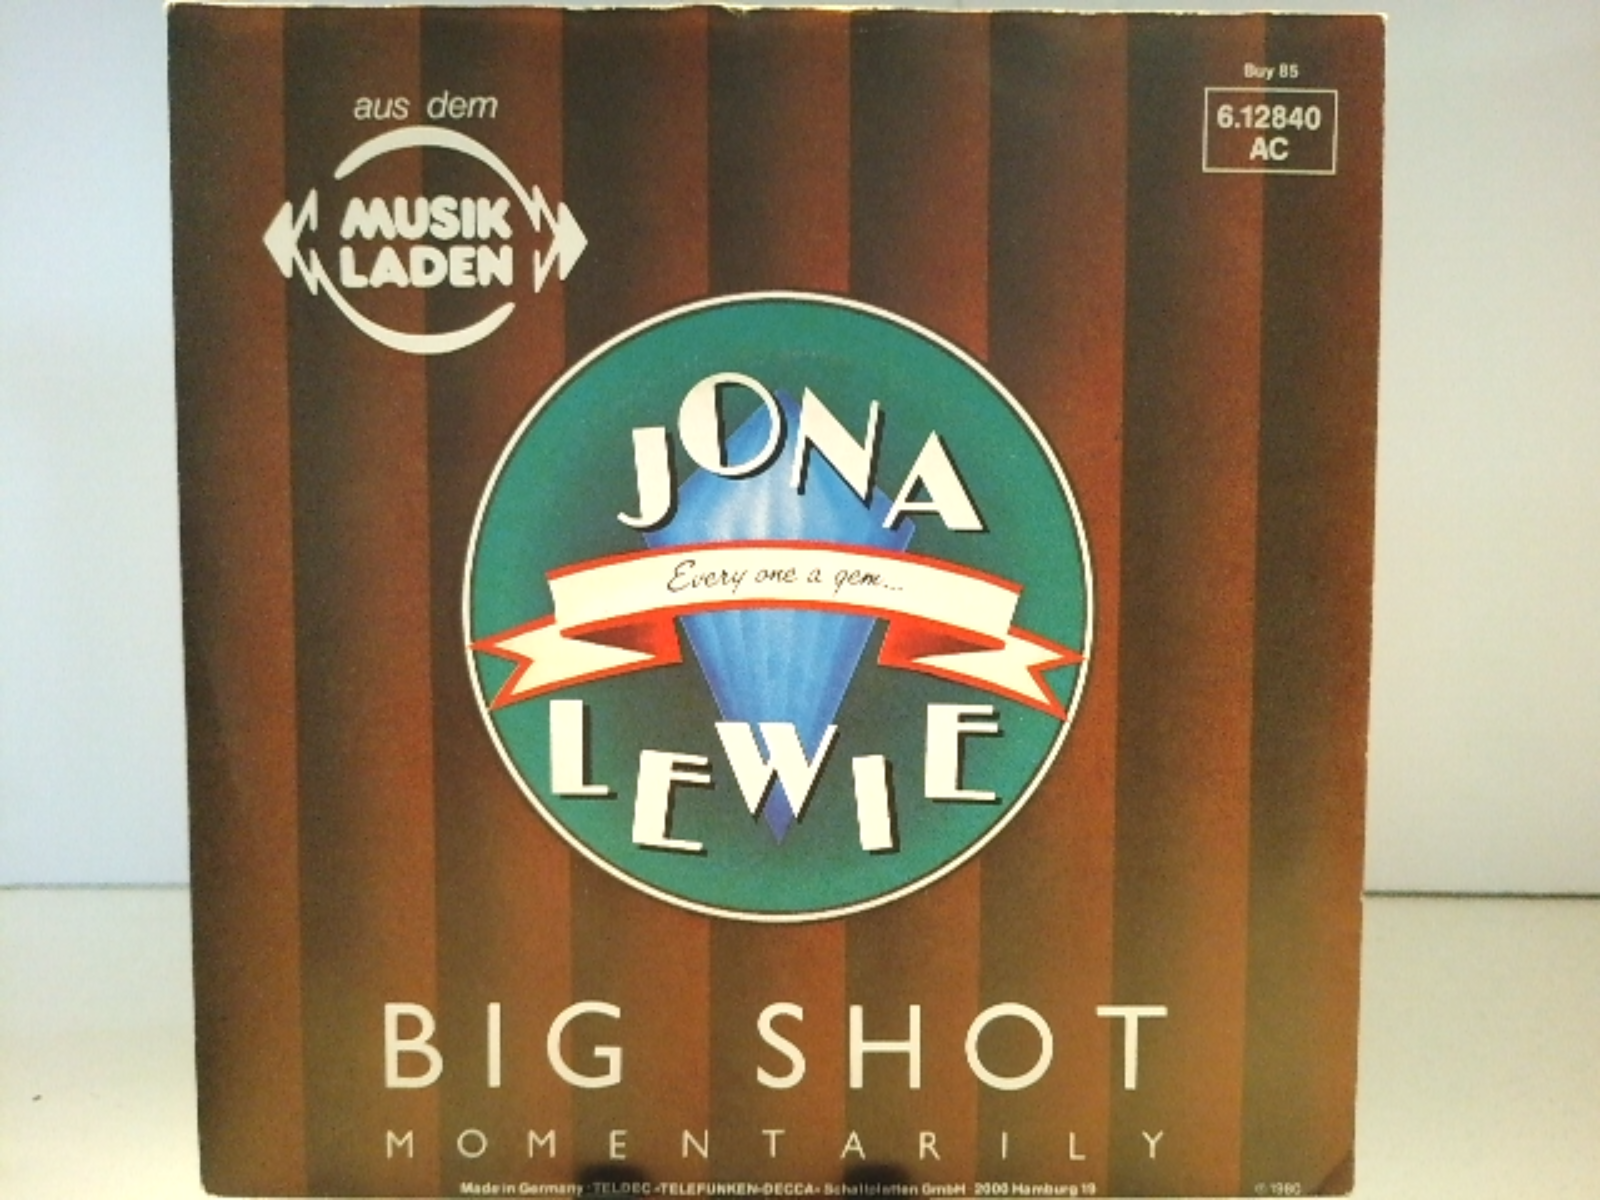 aus dem
MUSIK
LADEN
Buy 85
6.12840
AC
JONA
Every one a gem...
LEWIE
BIG SHOT
MOMENTARILY
Made in Germany · TELDEC »TELEFUNKEN-DECCA« Schallplatten GmbH 2000 Hamburg 19
℗ 1980